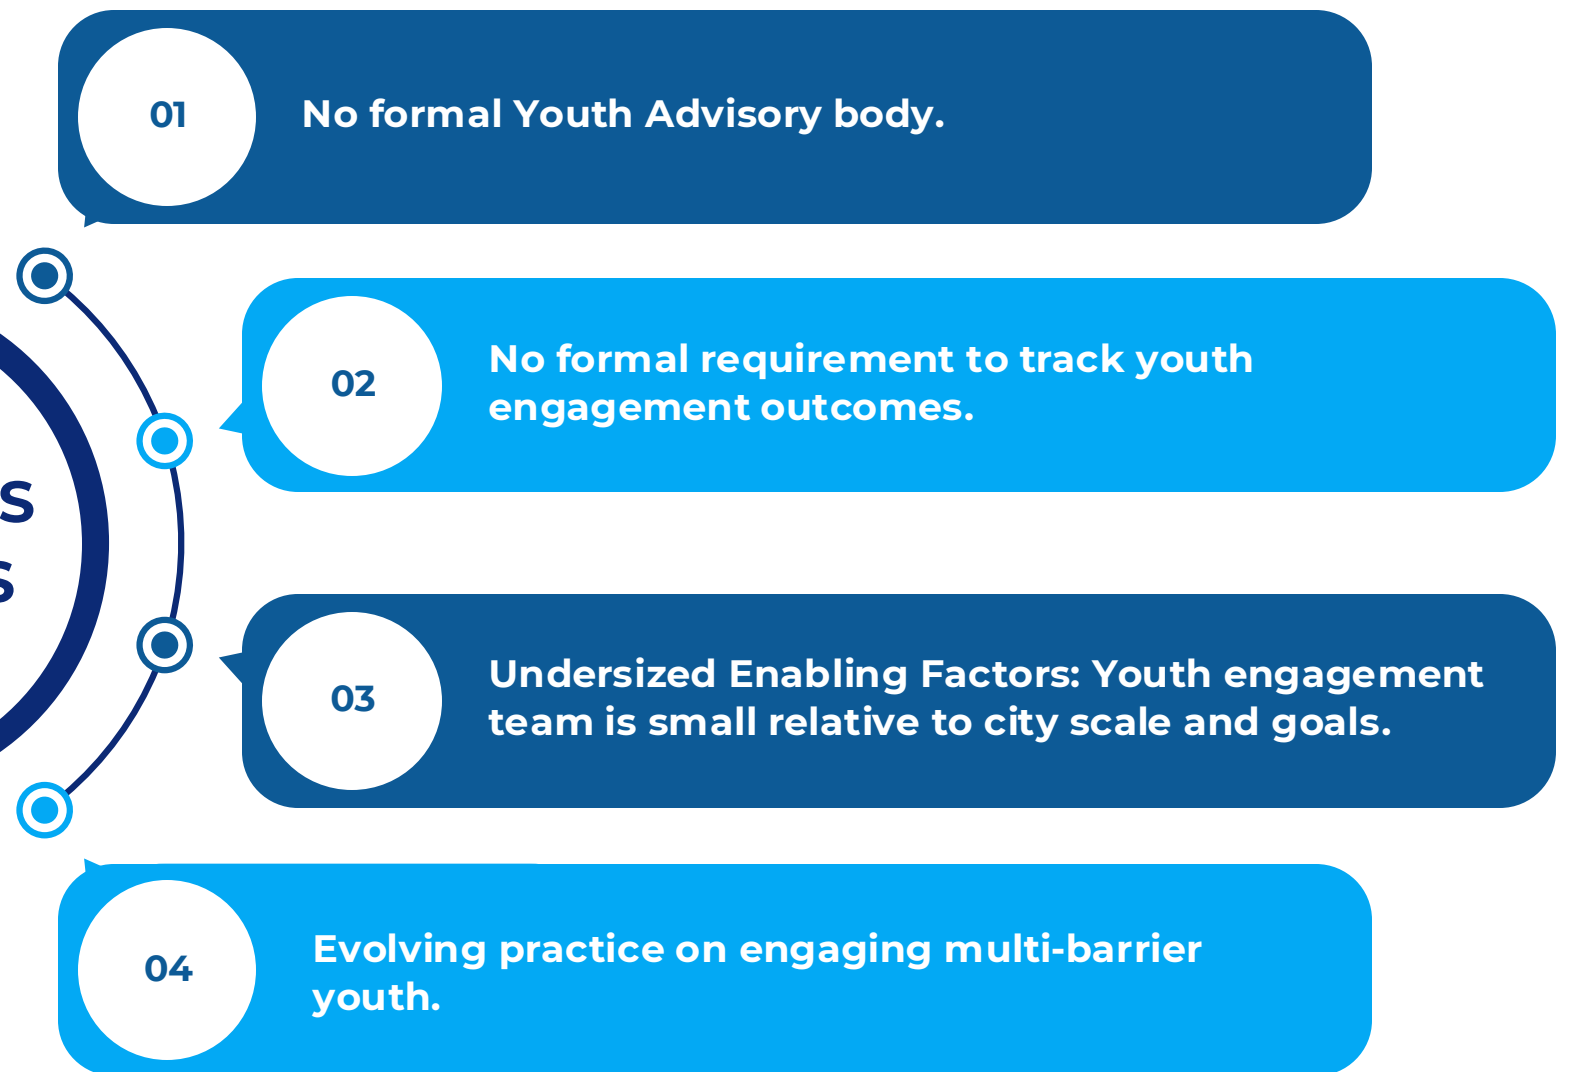 01
No formal Youth Advisory body.
02
No formal requirement to track youth
engagement outcomes.
S
S
03
Undersized Enabling Factors: Youth engagement
team is small relative to city scale and goals.
04
Evolving practice on engaging multi-barrier
youth.